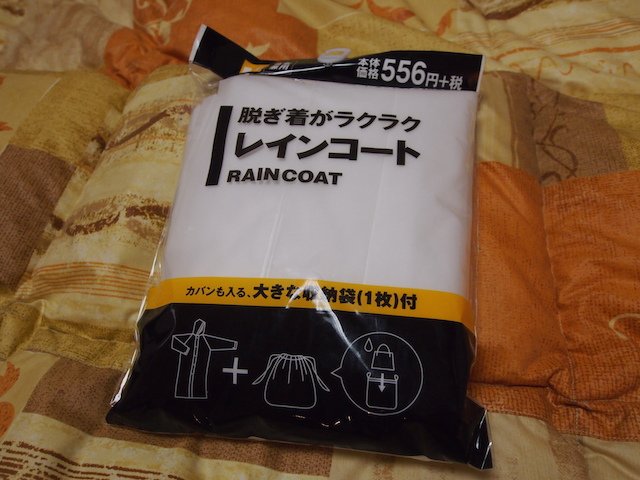 本体
価格 556円+税
脱ぎ着がラクラク
レインコート
RAINCOAT
カバンも入る、大きな収納袋(1枚)付